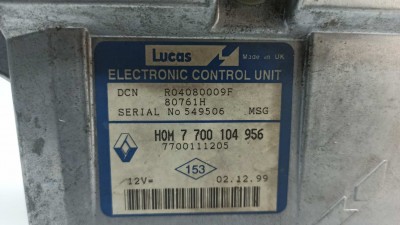 Lucas
Made in UK
ELECTRONIC CONTROL UNIT
DCN R04080009F
80761H
SERIAL No 549506 MSG
HOM 7 700 104 956
7700111205
153
12V= 02.12.99